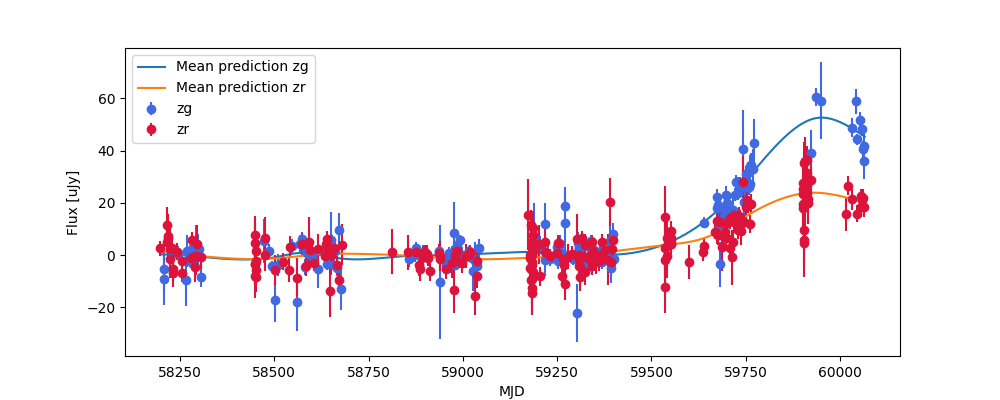 Mean prediction zg
Mean prediction zr
zg
zr
Flux [uJy]
60
40
20
0
−20
58250 58500 58750 59000 59250 59500 59750 60000
MJD